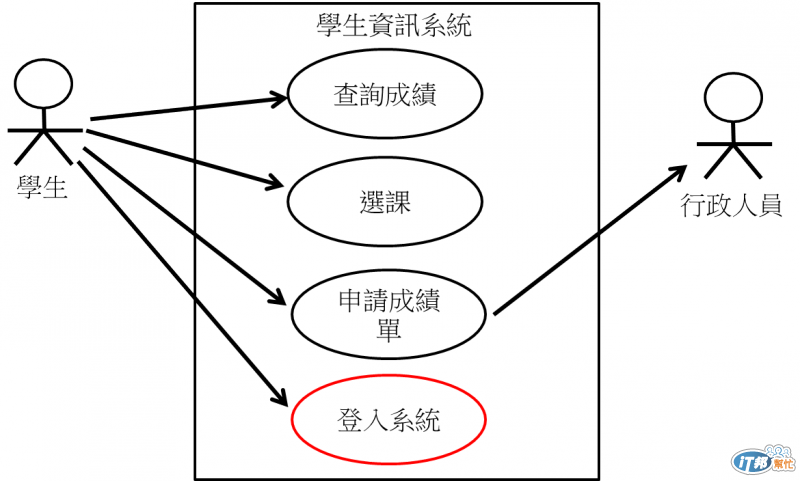 學生資訊系統
查詢成績
學生
選課
行政人員
申請成績
單
登入系統
iT邦幫忙